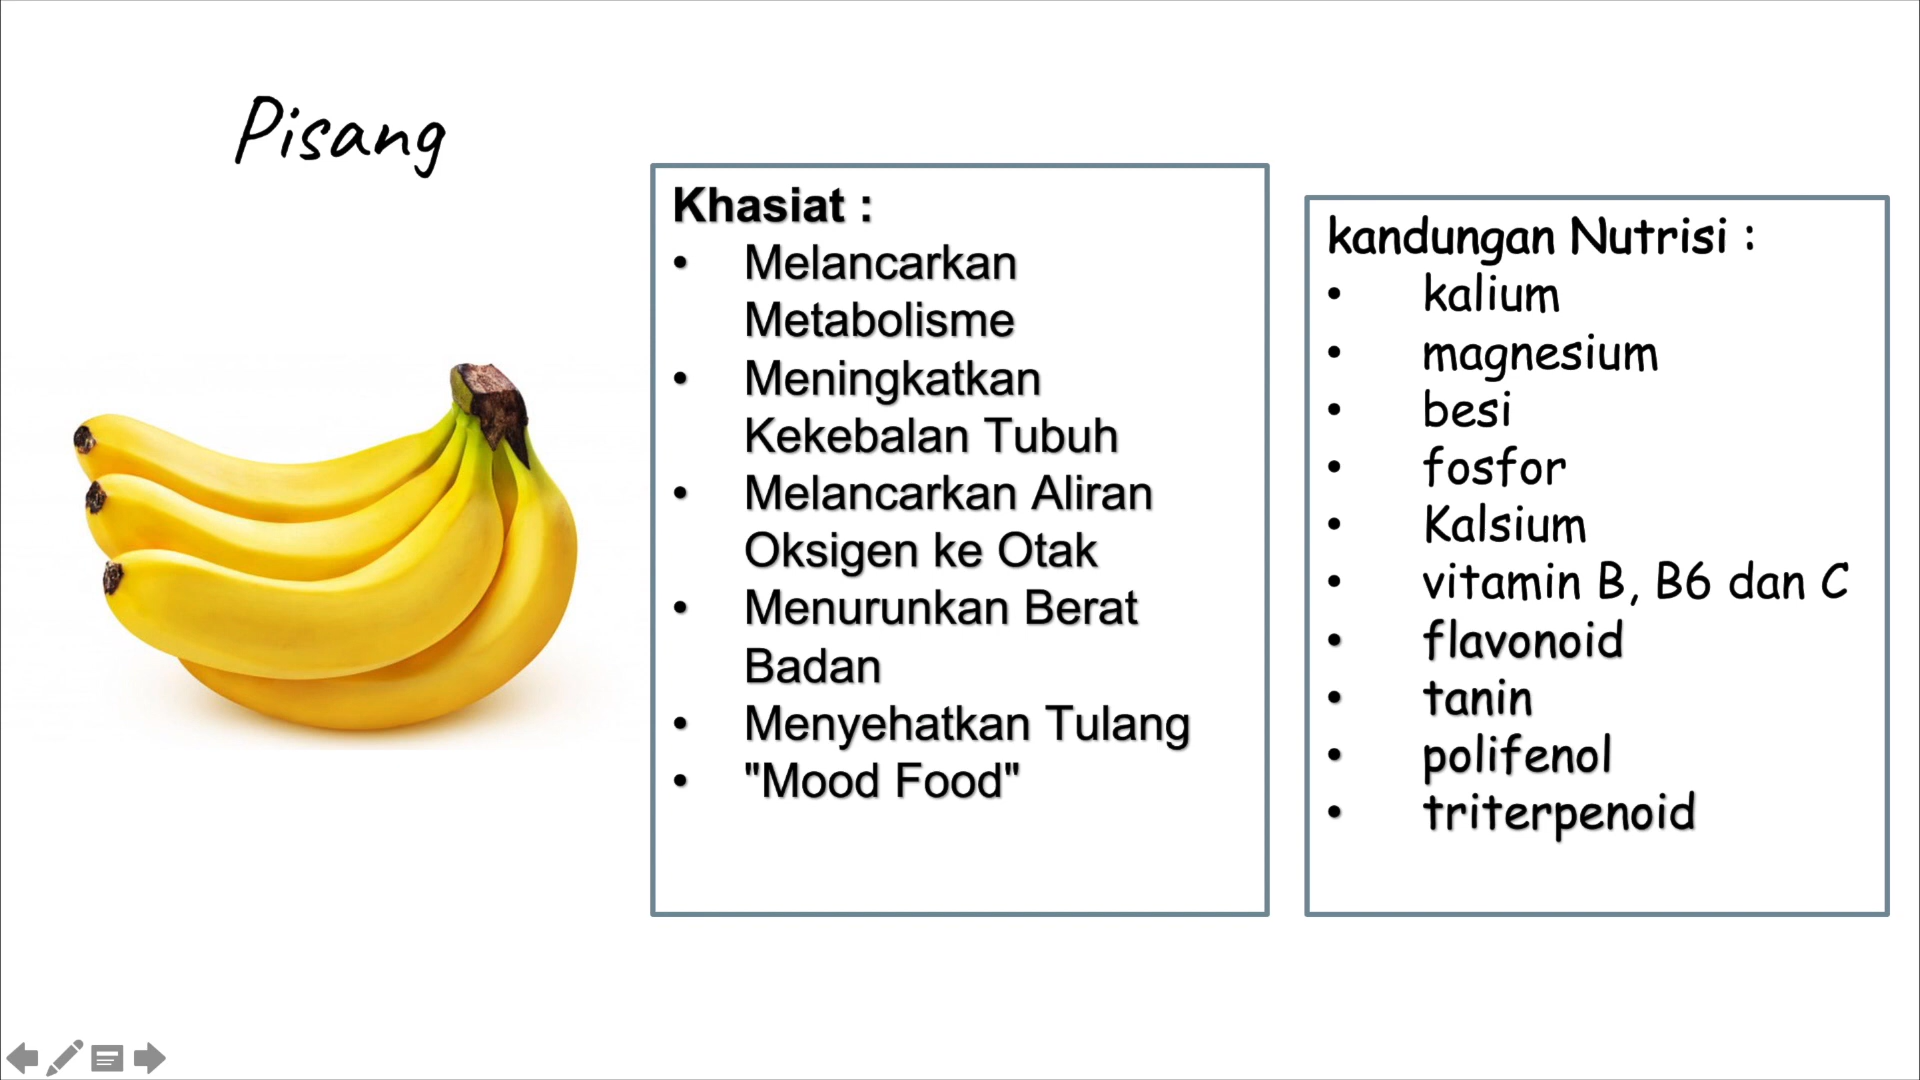 Pisang
Khasiat :
• Melancarkan
Metabolisme
• Meningkatkan
Kekebalan Tubuh
• Melancarkan Aliran
Oksigen ke Otak
• Menurunkan Berat
Badan
• Menyehatkan Tulang
• "Mood Food"
kandungan Nutrisi :
• kalium
• magnesium
• besi
• fosfor
• Kalsium
• vitamin B, B6 dan C
• flavonoid
• tanin
• polifenol
• triterpenoid